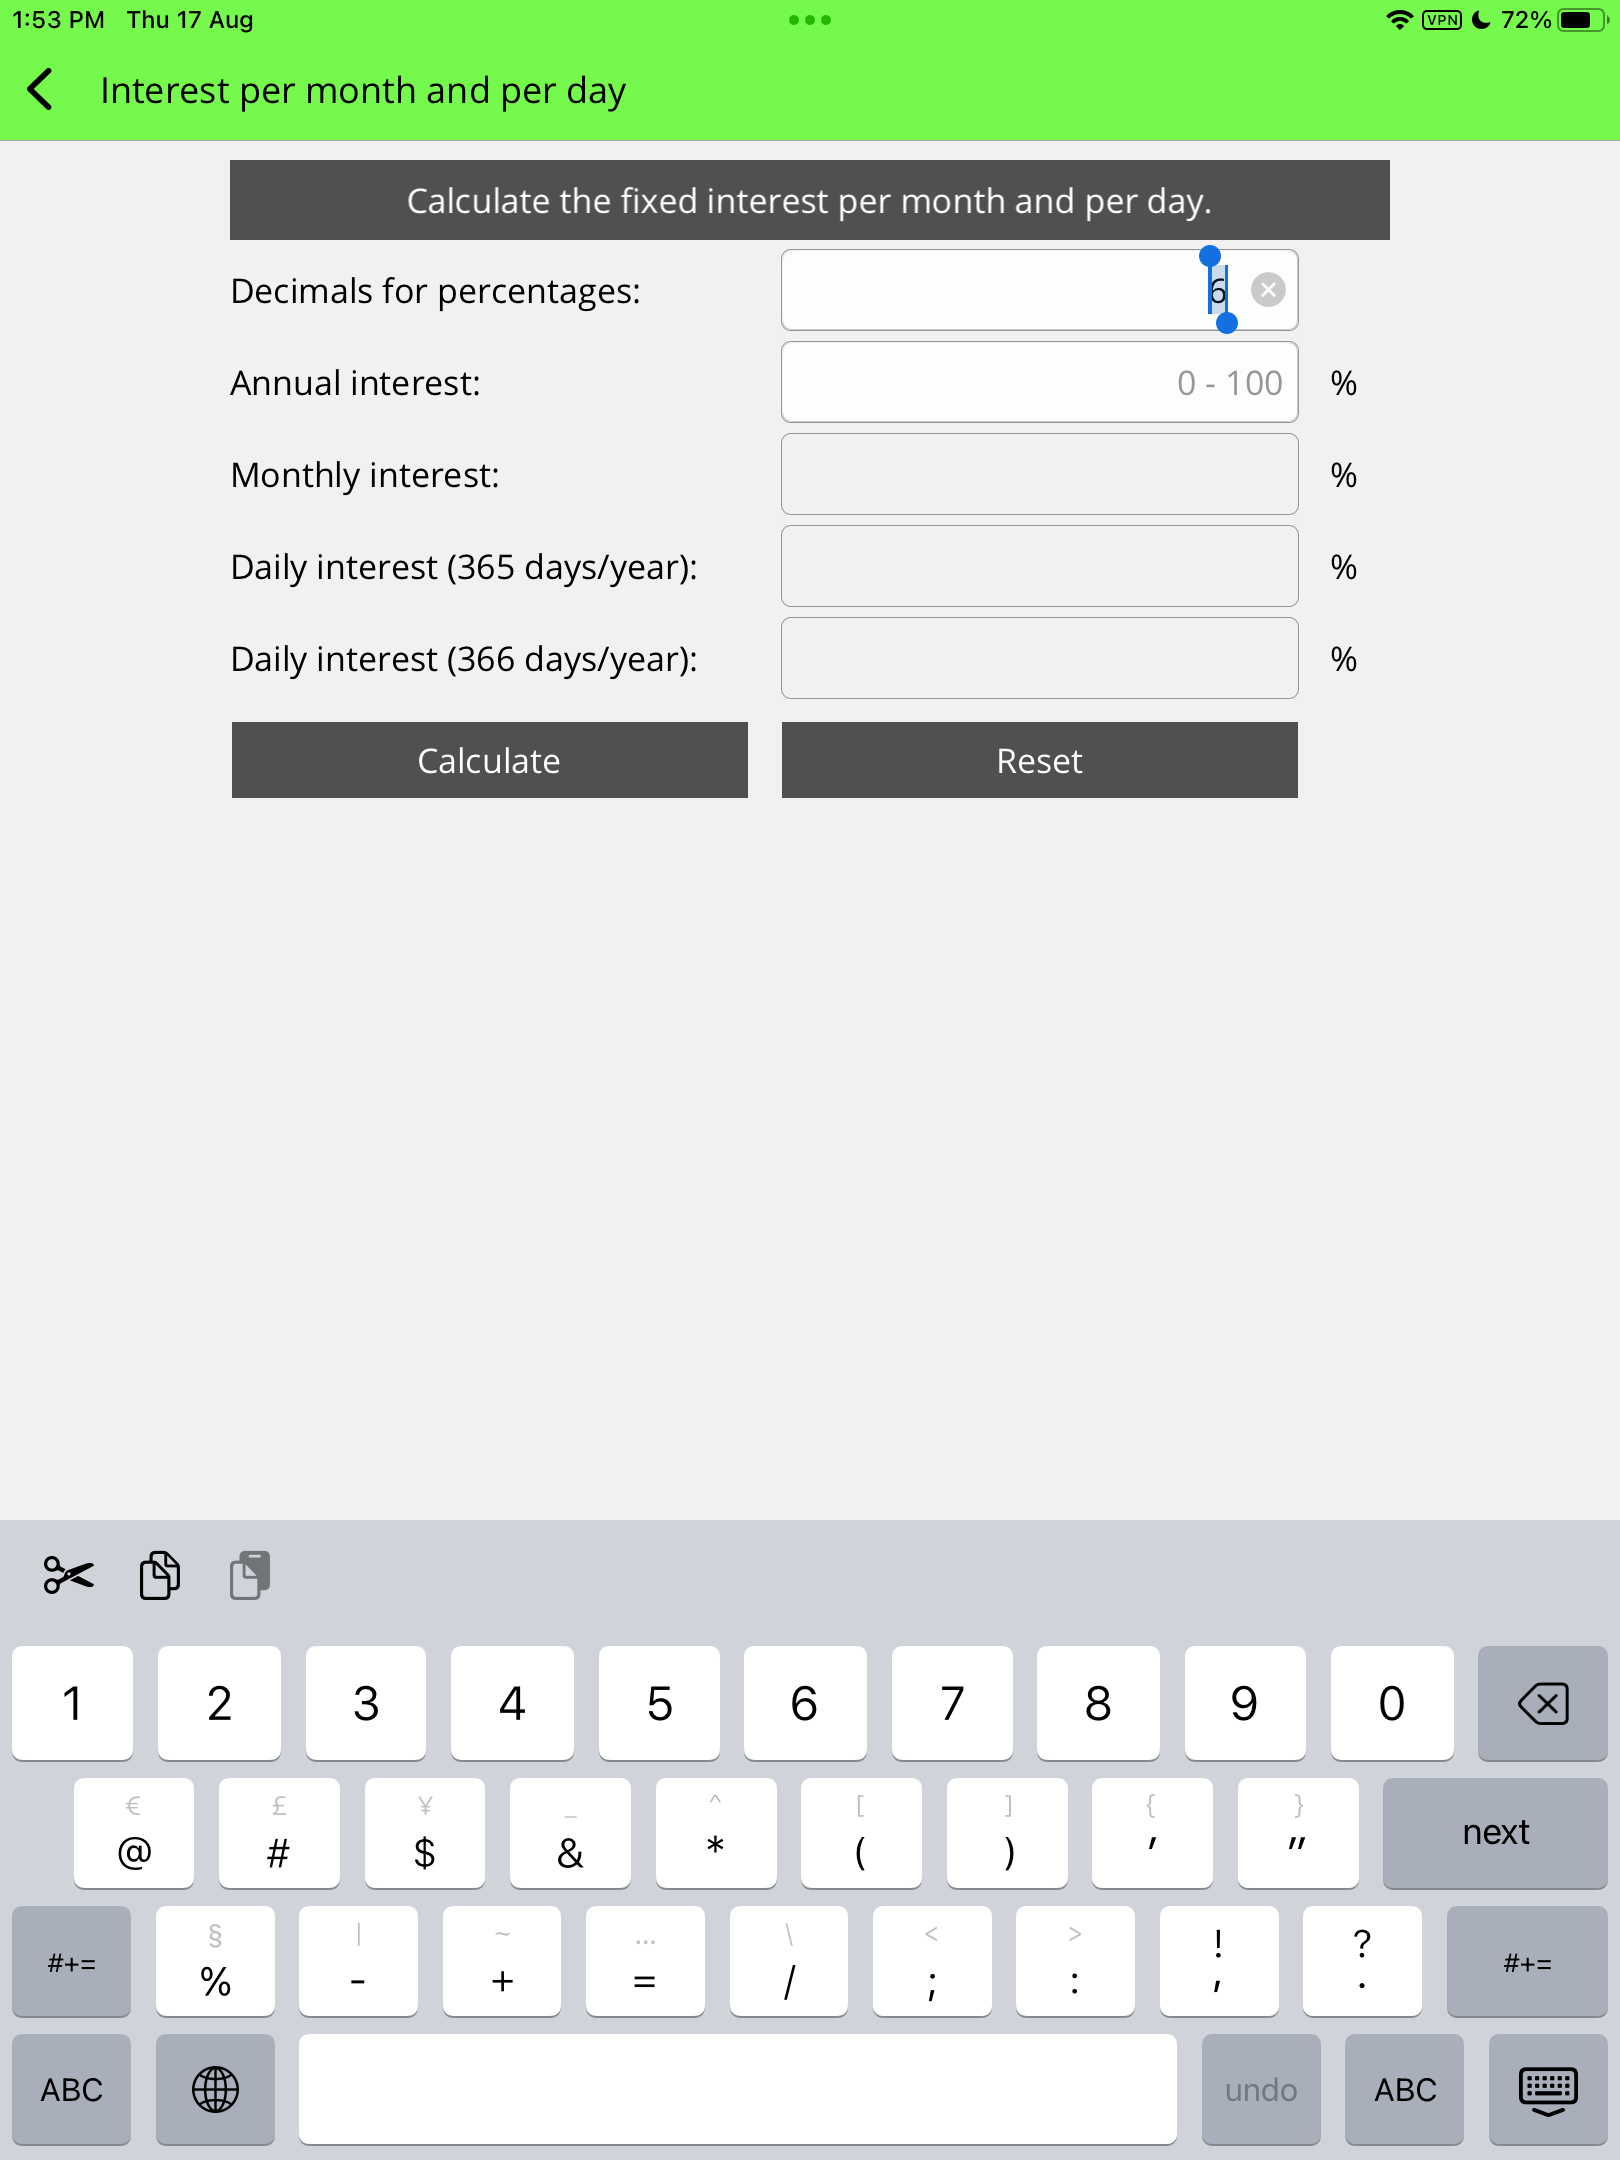 1:53 PM Thu 17 Aug
VPN 72%
Interest per month and per day
Calculate the fixed interest per month and per day.
Decimals for percentages: 6
Annual interest: 0 - 100 %
Monthly interest: %
Daily interest (365 days/year): %
Daily interest (366 days/year): %
Calculate Reset
1 2 3 4 5 6 7 8 9 0
€ £ ¥ _ ^ [ ] { }
@ # $ & * ( ) ' " next
§ | ~ ... \ < > ! ?
#+= % - + = / ; : , . #+=
ABC undo ABC